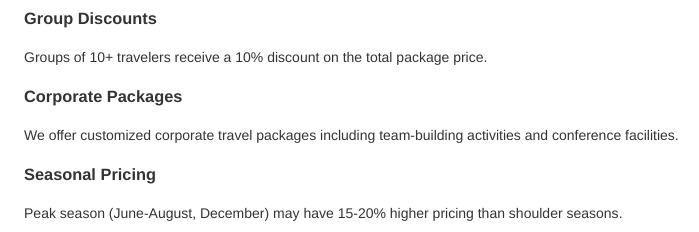 Group Discounts
Groups of 10+ travelers receive a 10% discount on the total package price.
Corporate Packages
We offer customized corporate travel packages including team-building activities and conference facilities.
Seasonal Pricing
Peak season (June-August, December) may have 15-20% higher pricing than shoulder seasons.